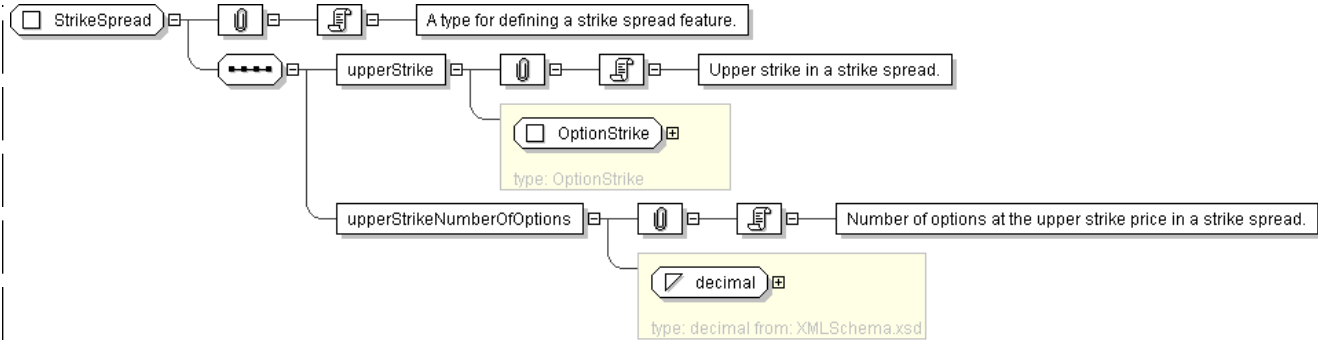 StrikeSpread A type for defining a strike spread feature.
upperStrike Upper strike in a strike spread.
OptionStrike
type: OptionStrike
upperStrikeNumberOfOptions Number of options at the upper strike price in a strike spread.
decimal
type: decimal from: XMLSchema.xsd